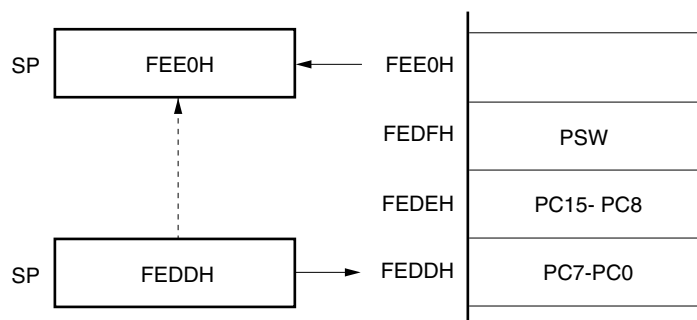 SP FEE0H FEE0H
FEDFH PSW
FEDEH PC15- PC8
SP FEDDH FEDDH PC7-PC0